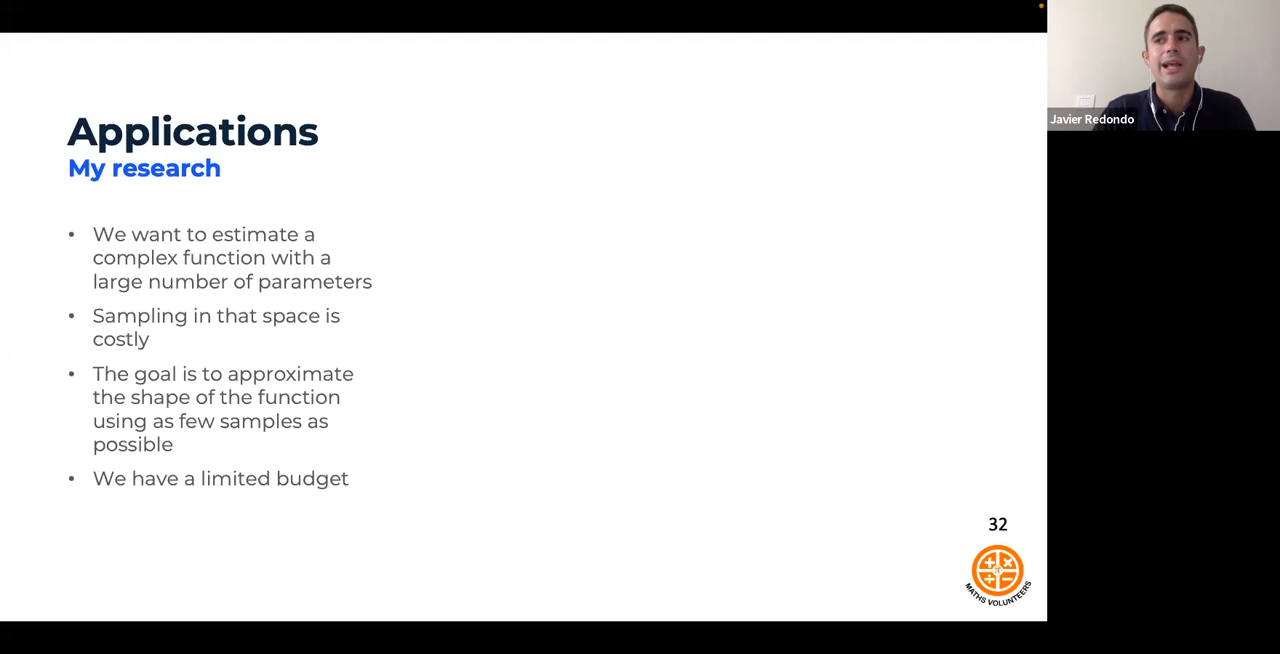 Applications
My research
• We want to estimate a
complex function with a
large number of parameters
• Sampling in that space is
costly
• The goal is to approximate
the shape of the function
using as few samples as
possible
• We have a limited budget
32
MATHS VOLUNTEERS
Javier Redondo